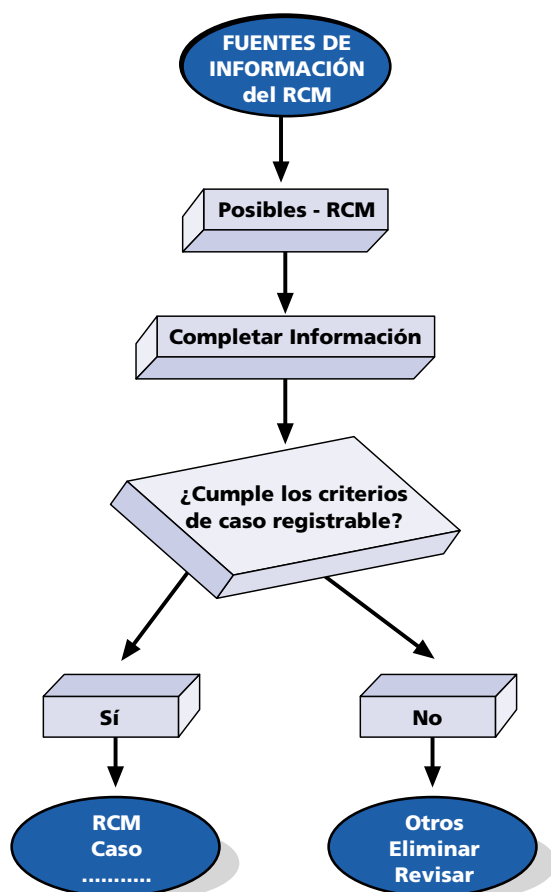 FUENTES DE
INFORMACIÓN
del RCM
Posibles - RCM
Completar Información
¿Cumple los criterios
de caso registrable?
Sí
No
RCM
Caso
...........
Otros
Eliminar
Revisar